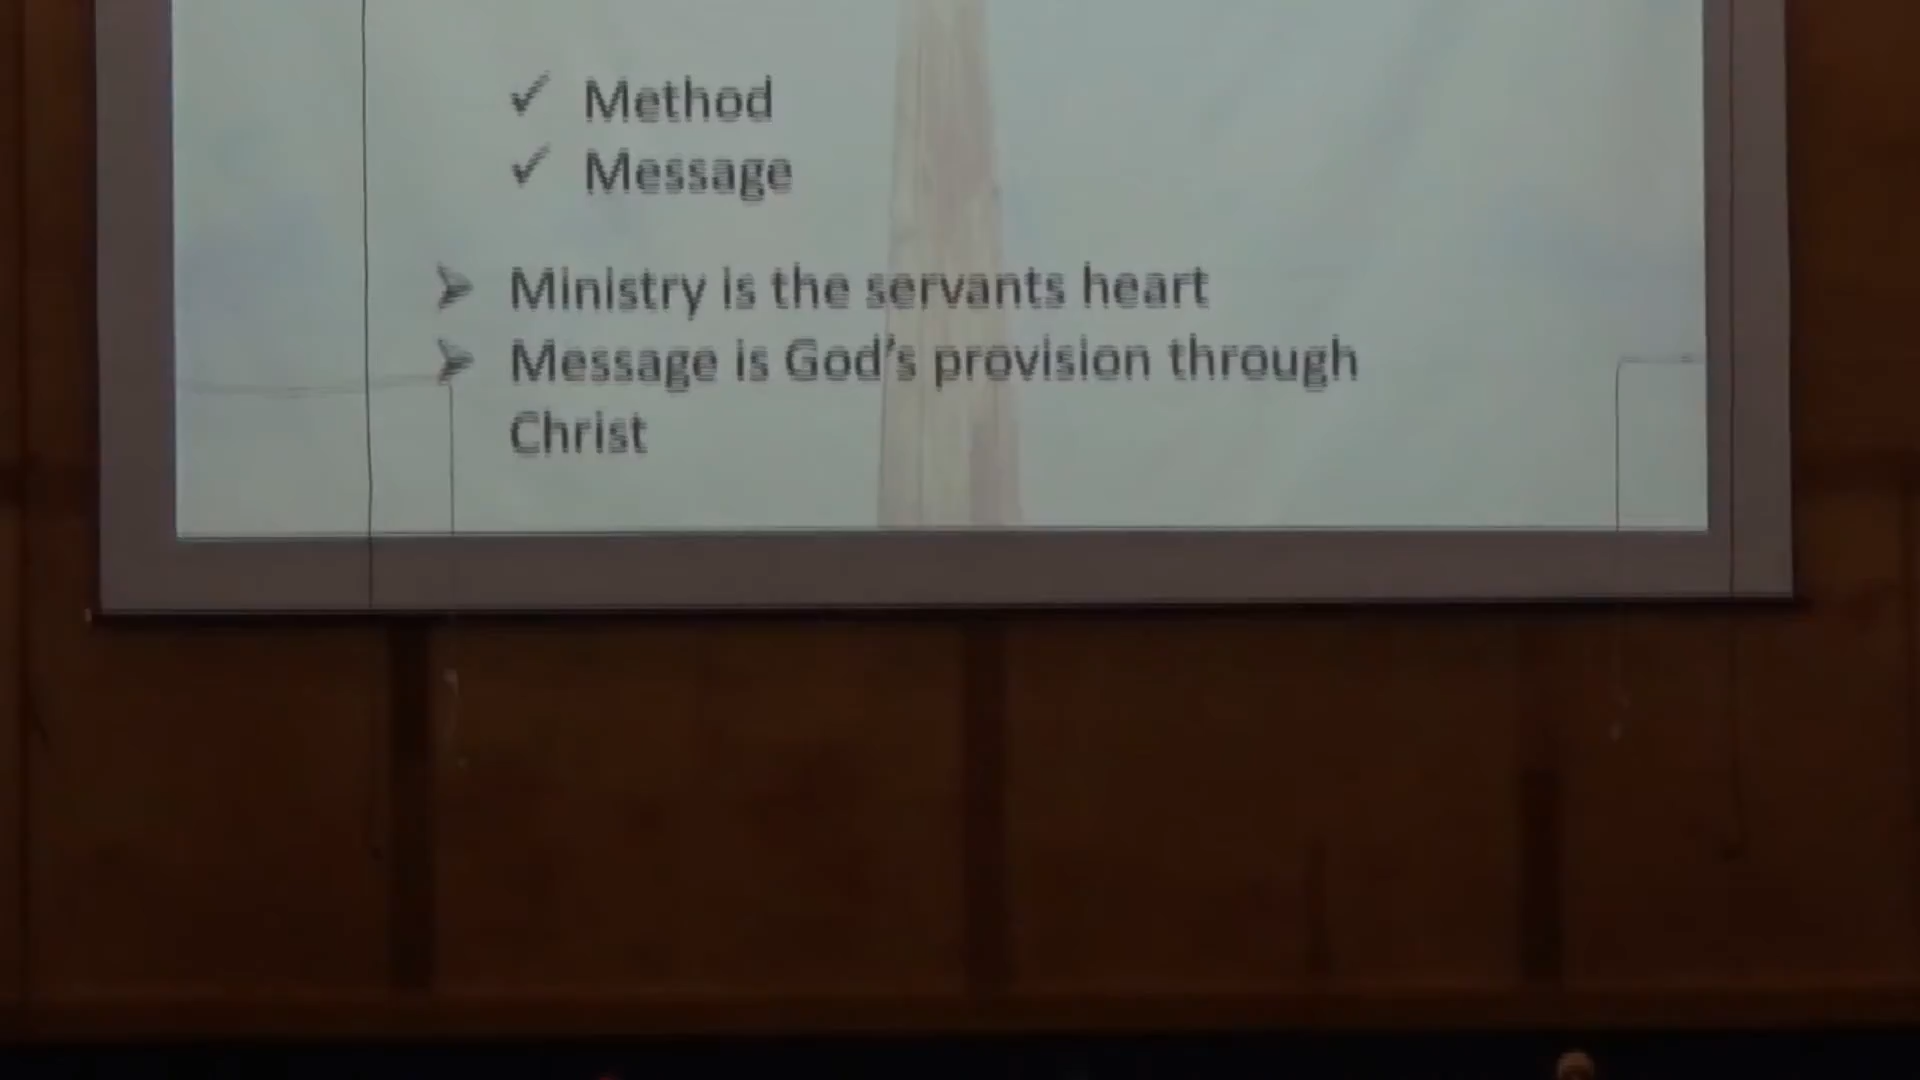 ✓ Method
✓ Message
➤ Ministry is the servants heart
➤ Message is God's provision through
Christ